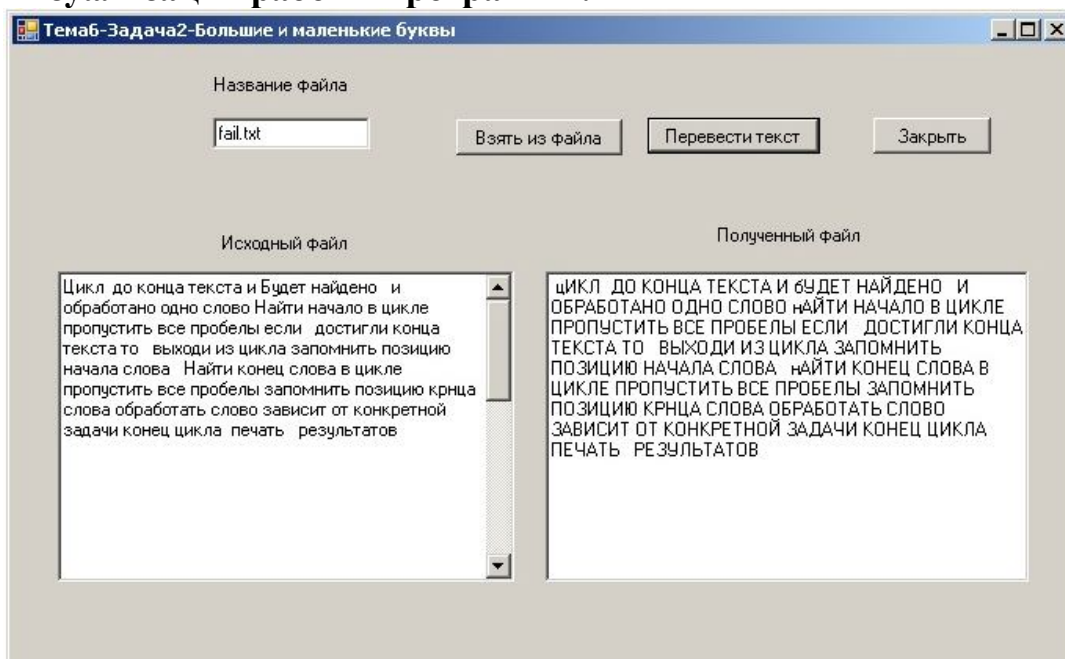 Тема6-Задача2-Большие и маленькие буквы
Название файла
fail.txt
Взять из файла
Перевести текст
Закрыть
Исходный файл
Полученный файл
Цикл  до конца текста и Будет найдено   и
обработано одно слово Найти начало в цикле
пропустить все пробелы если   достигли конца
текста то   выходи из цикла запомнить позицию
начала слова   Найти конец слова в цикле
пропустить все пробелы запомнить позицию крнца
слова обработать слово зависит от конкретной
задачи конец цикла  печать   результатов
цИКЛ  ДО КОНЦА ТЕКСТА И бУДЕТ НАЙДЕНО   И
ОБРАБОТАНО ОДНО СЛОВО нАЙТИ НАЧАЛО В ЦИКЛЕ
ПРОПУСТИТЬ ВСЕ ПРОБЕЛЫ ЕСЛИ   ДОСТИГЛИ КОНЦА
ТЕКСТА ТО   ВЫХОДИ ИЗ ЦИКЛА ЗАПОМНИТЬ
ПОЗИЦИЮ НАЧАЛА СЛОВА   нАЙТИ КОНЕЦ СЛОВА В
ЦИКЛЕ ПРОПУСТИТЬ ВСЕ ПРОБЕЛЫ ЗАПОМНИТЬ
ПОЗИЦИЮ КРНЦА СЛОВА ОБРАБОТАТЬ СЛОВО
ЗАВИСИТ ОТ КОНКРЕТНОЙ ЗАДАЧИ КОНЕЦ ЦИКЛА
ПЕЧАТЬ   РЕЗУЛЬТАТОВ